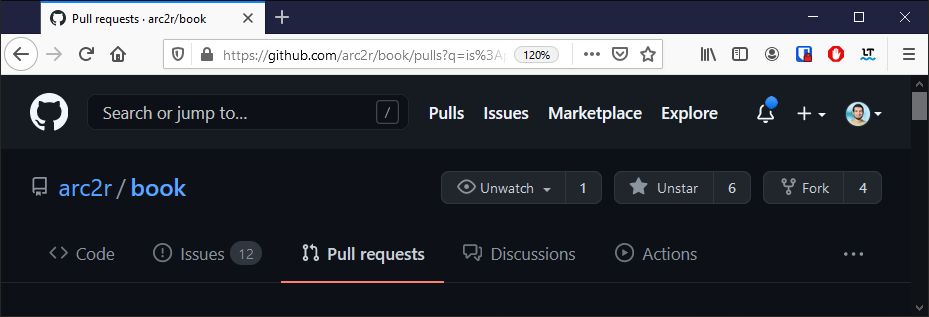 Pull requests · arc2r/book
https://github.com/arc2r/book/pulls?q=is%3Ap
120%
LT
Search or jump to...
/
Pulls Issues Marketplace Explore
arc2r / book
Unwatch 1
Unstar 6
Fork 4
Code Issues 12 Pull requests Discussions Actions